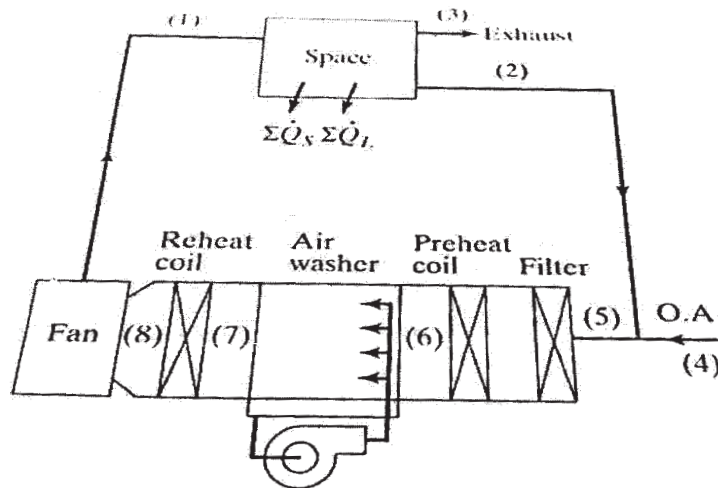 (1)
(3)
Exhaust
Space
(2)
ΣQ̇S ΣQ̇L
Reheat coil
Air washer
Preheat coil
Filter
Fan
(8)
(7)
(6)
(5)
O.A
(4)